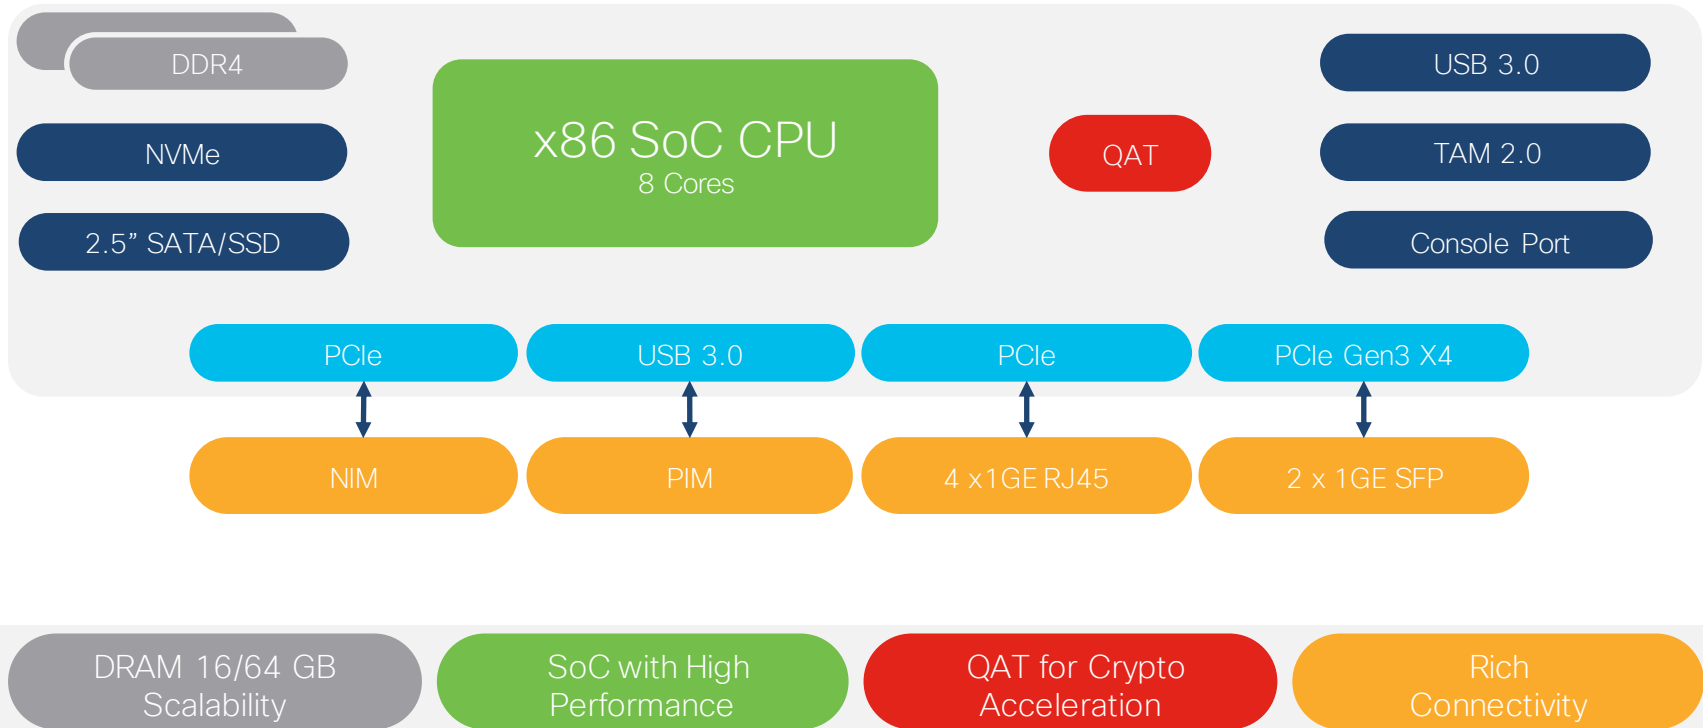 DDR4
NVMe
2.5” SATA/SSD
x86 SoC CPU
8 Cores
QAT
USB 3.0
TAM 2.0
Console Port
PCIe
USB 3.0
PCIe
PCIe Gen3 X4
NIM
PIM
4 x1GE RJ45
2 x 1GE SFP
DRAM 16/64 GB
Scalability
SoC with High
Performance
QAT for Crypto
Acceleration
Rich
Connectivity